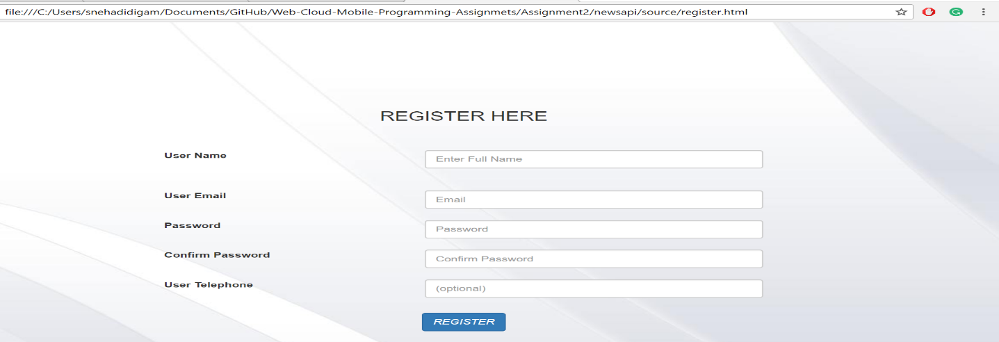 file:///C:/Users/snehadidigam/Documents/GitHub/Web-Cloud-Mobile-Programming-Assignmets/Assignment2/newsapi/source/register.html
REGISTER HERE
User Name
Enter Full Name
User Email
Email
Password
Password
Confirm Password
Confirm Password
User Telephone
(optional)
REGISTER